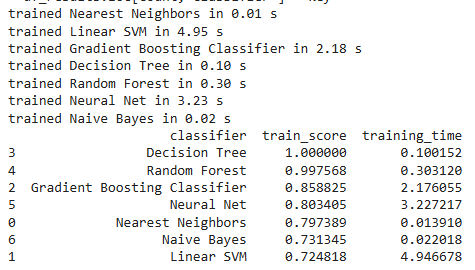 trained Nearest Neighbors in 0.01 s
trained Linear SVM in 4.95 s
trained Gradient Boosting Classifier in 2.18 s
trained Decision Tree in 0.10 s
trained Random Forest in 0.30 s
trained Neural Net in 3.23 s
trained Naive Bayes in 0.02 s
classifier train_score training_time
3 Decision Tree 1.000000 0.100152
4 Random Forest 0.997568 0.303120
2 Gradient Boosting Classifier 0.858825 2.176055
5 Neural Net 0.803405 3.227217
0 Nearest Neighbors 0.797389 0.013910
6 Naive Bayes 0.731345 0.022018
1 Linear SVM 0.724818 4.946678